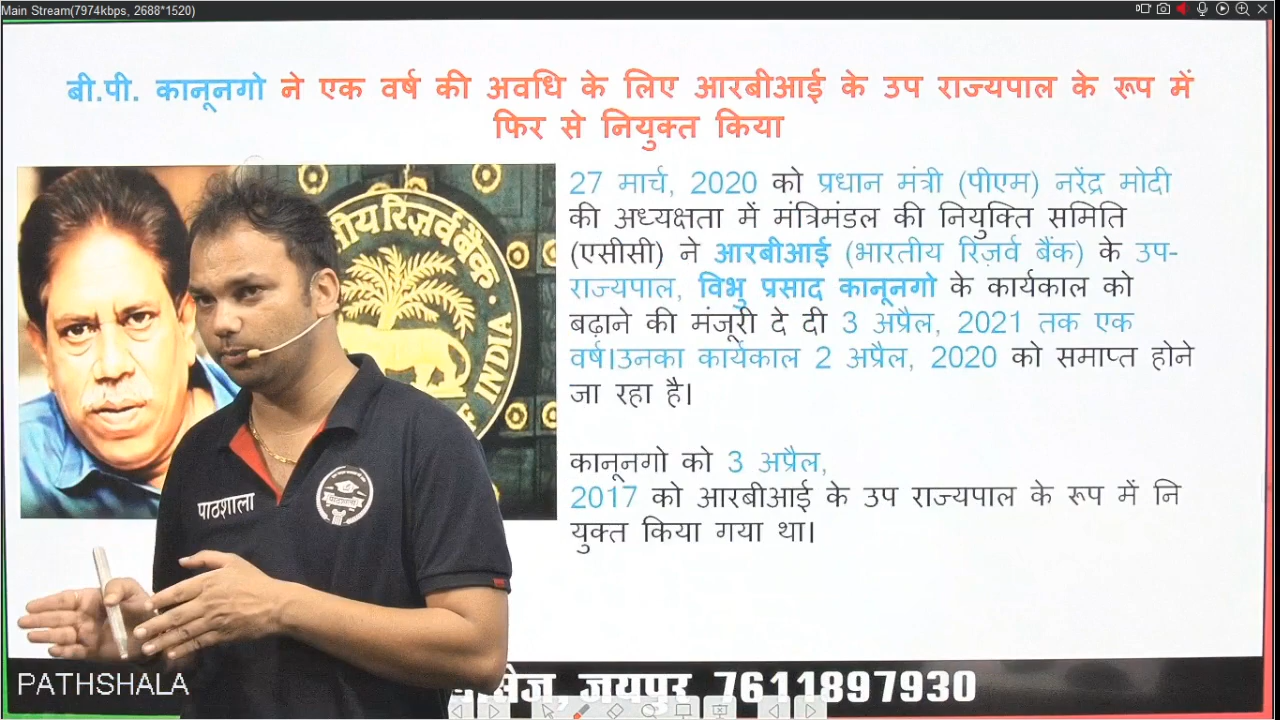 Main Stream(7974kbps, 2688*1520)
बी.पी. कानूनगो ने एक वर्ष की अवधि के लिए आरबीआई के उप राज्यपाल के रूप में
फिर से नियुक्त किया
27 मार्च, 2020 को प्रधान मंत्री (पीएम) नरेंद्र मोदी
की अध्यक्षता में मंत्रिमंडल की नियुक्ति समिति
(एसीसी) ने आरबीआई (भारतीय रिज़र्व बैंक) के उप-
राज्यपाल, विभु प्रसाद कानूनगो के कार्यकाल को
बढ़ाने की मंजूरी दे दी 3 अप्रैल, 2021 तक एक
वर्ष।उनका कार्यकाल 2 अप्रैल, 2020 को समाप्त होने
जा रहा है।
कानूनगो को 3 अप्रैल,
2017 को आरबीआई के उप राज्यपाल के रूप में नि
युक्त किया गया था।
रिज़र्व बैंक
INDIA
पाठशाला
PATHSHALA
जयपुर 7611897930